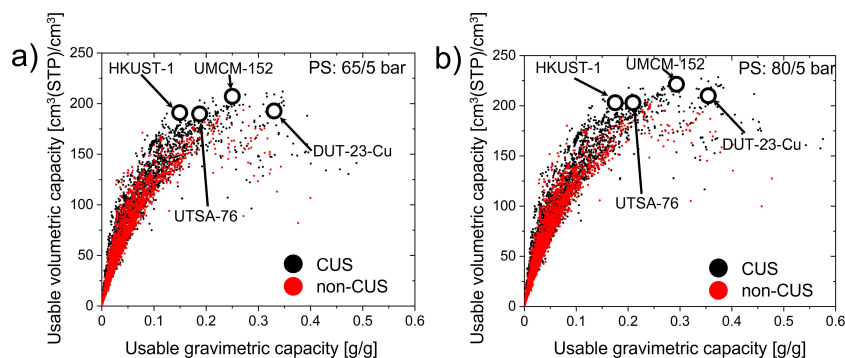 a)
Usable volumetric capacity [cm³(STP)/cm³]
250
200
150
100
50
0
HKUST-1
UMCM-152
PS: 65/5 bar
DUT-23-Cu
UTSA-76
CUS
non-CUS
0.0
0.1
0.2
0.3
0.4
0.5
0.6
Usable gravimetric capacity [g/g]
b)
Usable volumetric capacity [cm³(STP)/cm³]
250
200
150
100
50
0
UMCM-152
HKUST-1
PS: 80/5 bar
DUT-23-Cu
UTSA-76
CUS
non-CUS
0.0
0.1
0.2
0.3
0.4
0.5
0.6
Usable gravimetric capacity [g/g]